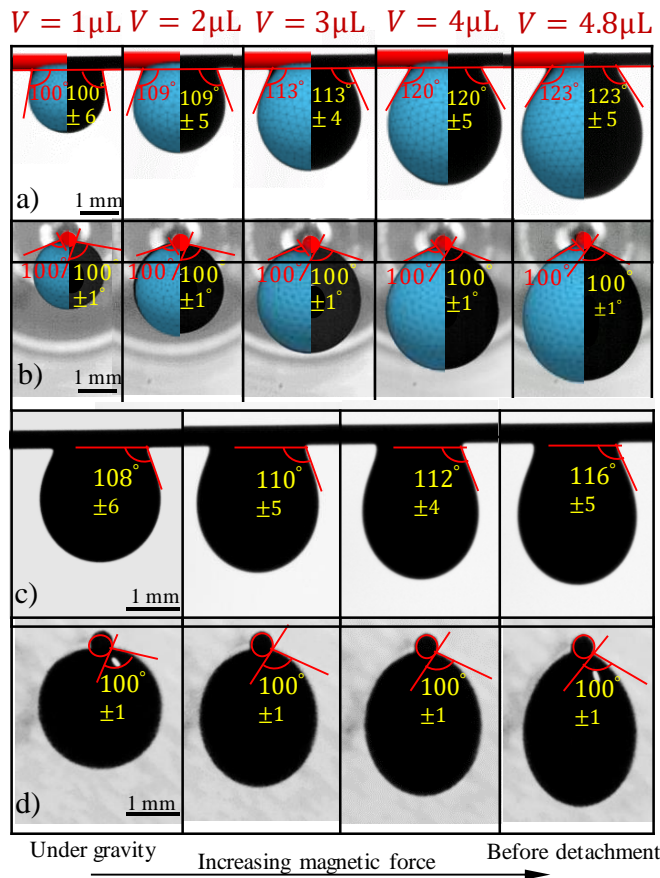 V = 1μL V = 2μL V = 3μL V = 4μL V = 4.8μL
100° 100° ± 6 109° 109° ± 5 113° 113° ± 4 120° 120° ±5 123° 123° ± 5
a)
1 mm
100° 100 ±1° 100° 100 ±1° 100° 100 ±1° 100° 100° ±1° 100° 100° ±1°
b)
1 mm
108° ±6 110° ±5 112° ±4 116° ±5
c)
1 mm
100° ±1 100° ±1 100° ±1 100° ±1
d)
1 mm
Under gravity Increasing magnetic force Before detachment